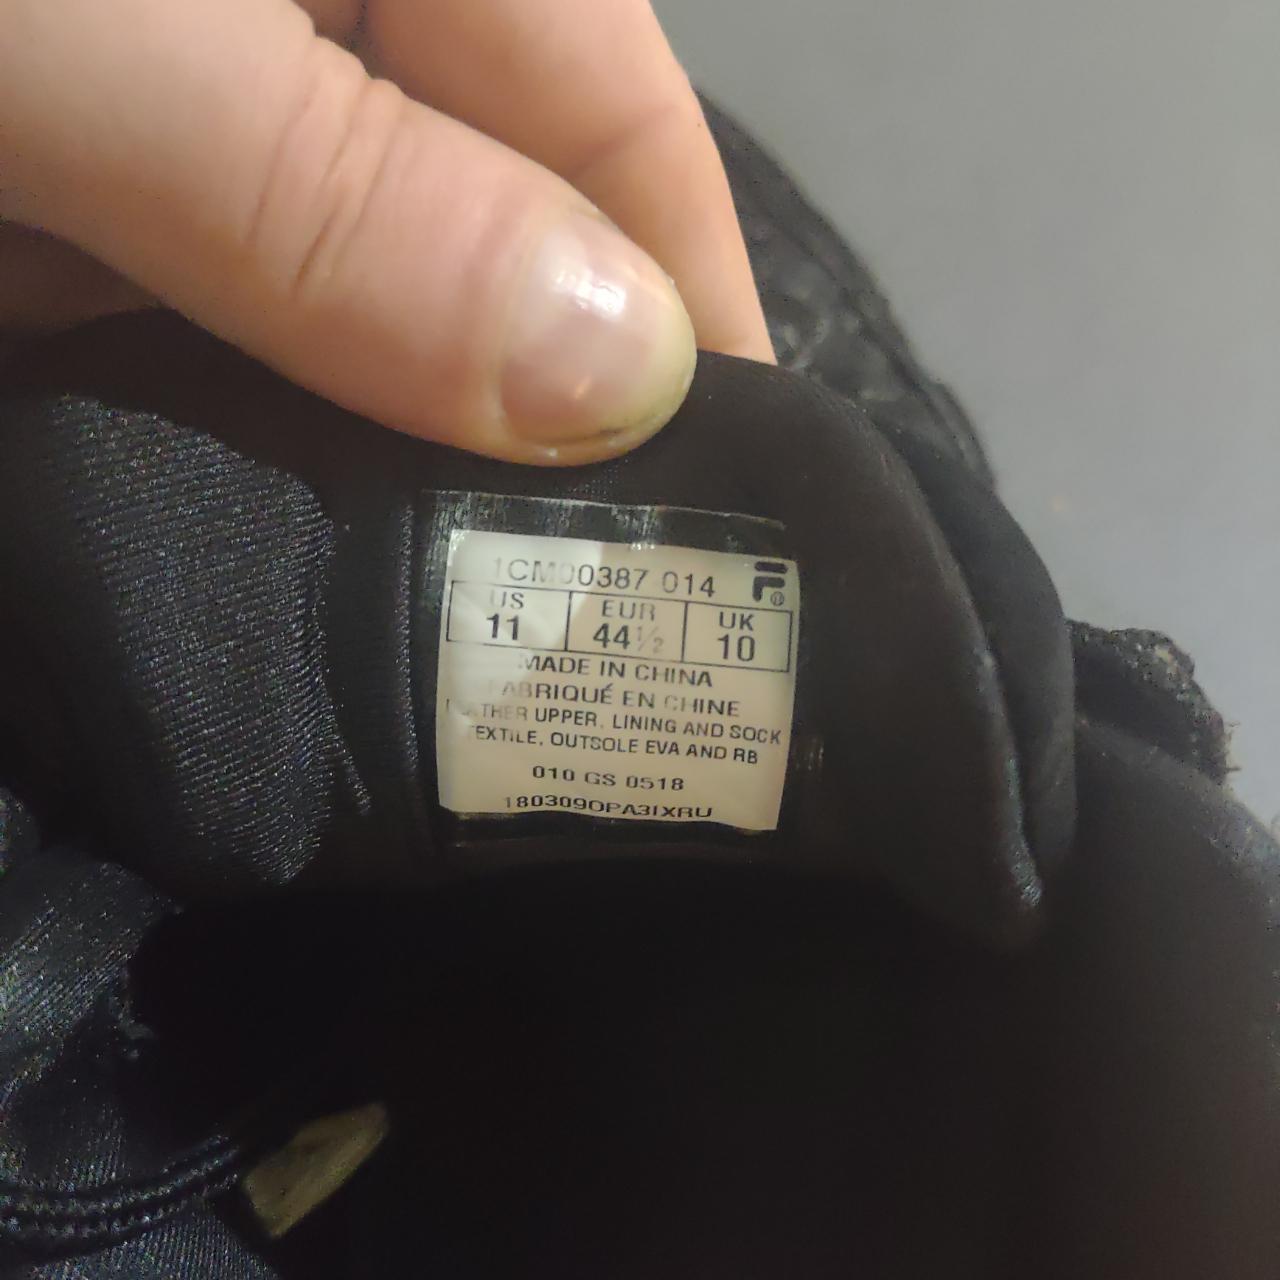 1CM00387 014 F®
US EUR UK
11 44½ 10
MADE IN CHINA
FABRIQUÉ EN CHINE
LEATHER UPPER, LINING AND SOCK
TEXTILE, OUTSOLE EVA AND RB
010 GS 0518
180309OPA3IXRU